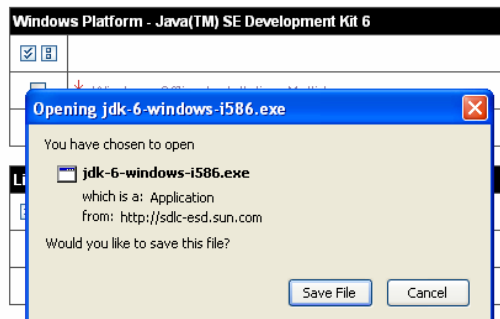 Windows Platform - Java(TM) SE Development Kit 6
Opening jdk-6-windows-i586.exe
You have chosen to open
jdk-6-windows-i586.exe
which is a: Application
from: http://sdlc-esd.sun.com
Would you like to save this file?
Li
Save File
Cancel